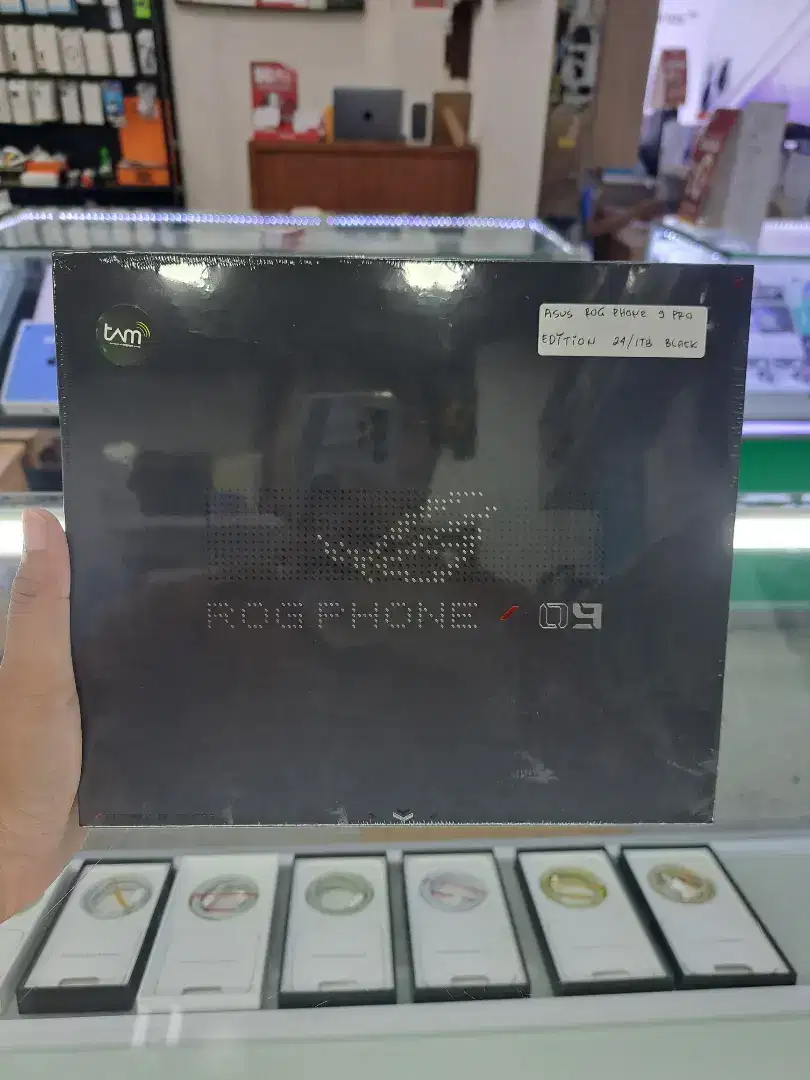 tam
ASUS ROG PHONE 9 PRO
EDITION 24/1TB BLACK
ROG PHONE / 09